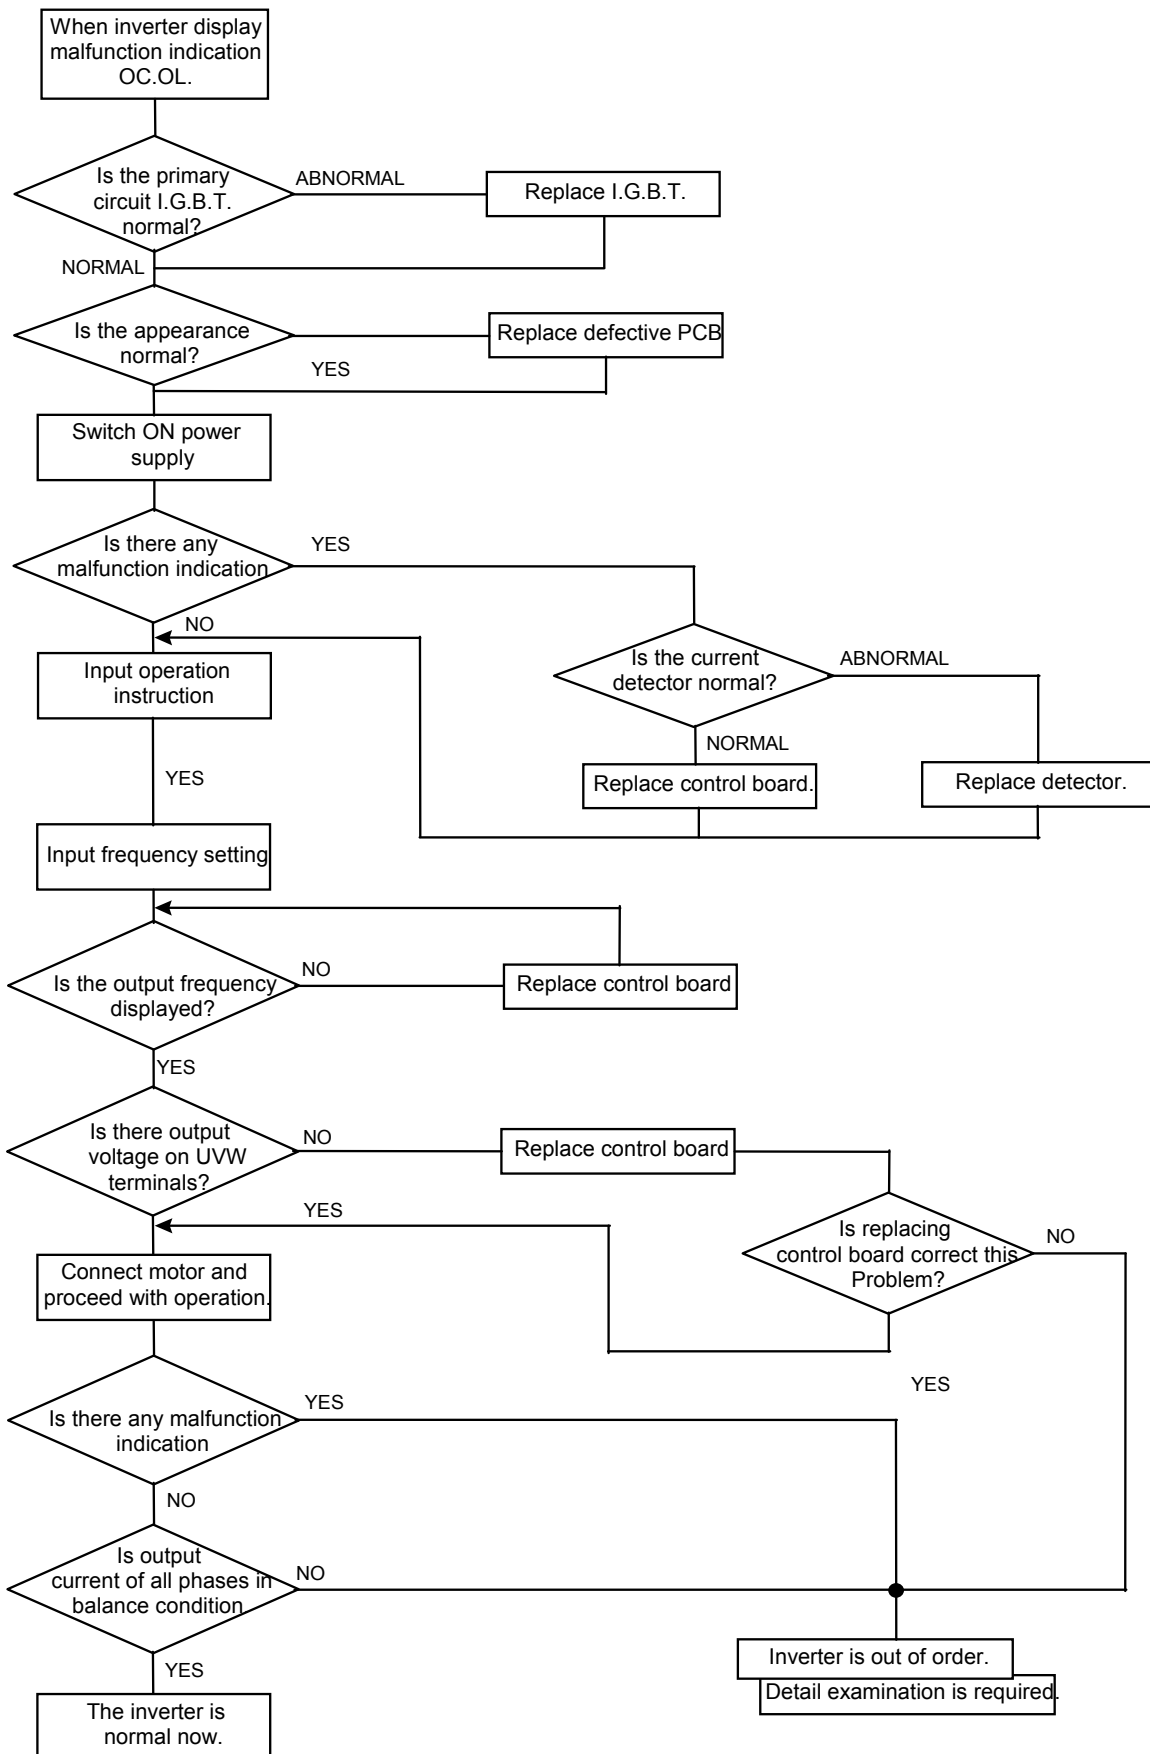 When inverter display
malfunction indication
OC.OL.
Is the primary
circuit I.G.B.T.
normal?
ABNORMAL
Replace I.G.B.T.
NORMAL
Is the appearance
normal?
Replace defective PCB
YES
Switch ON power
supply
Is there any
malfunction indication
YES
NO
Input operation
instruction
Is the current
detector normal?
ABNORMAL
NORMAL
Replace control board.
Replace detector.
YES
Input frequency setting
Is the output frequency
displayed?
NO
Replace control board
YES
Is there output
voltage on UVW
terminals?
NO
Replace control board
YES
Is replacing
control board correct this
Problem?
NO
Connect motor and
proceed with operation.
YES
Is there any malfunction
indication
YES
NO
Is output
current of all phases in
balance condition
NO
YES
Inverter is out of order.
Detail examination is required.
The inverter is
normal now.